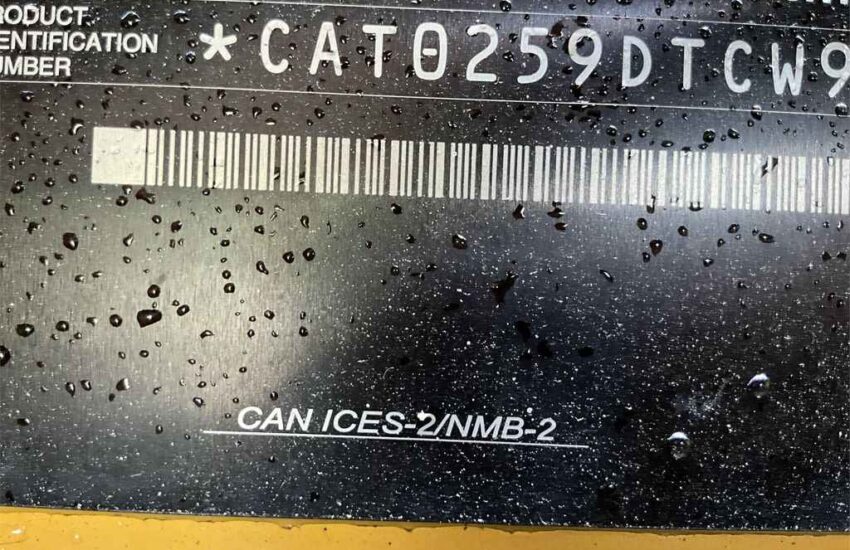 PRODUCT
IDENTIFICATION
NUMBER
*CAT0259DTCW9
CAN ICES-2/NMB-2